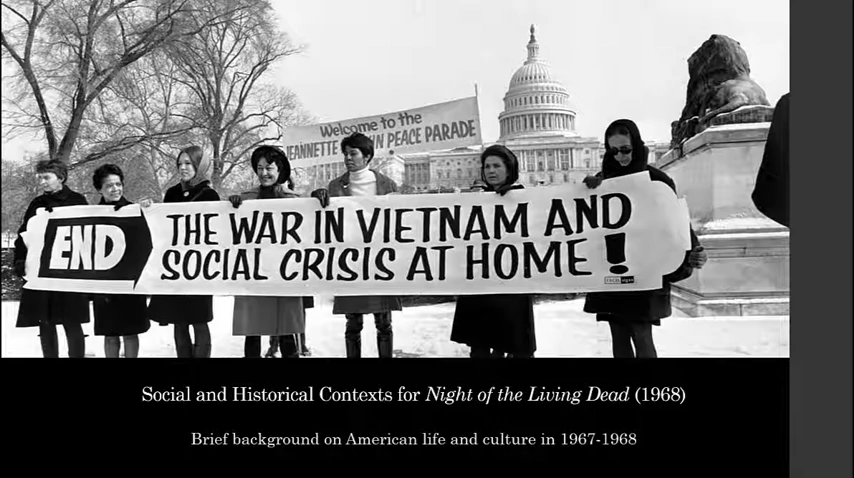 Welcome to the
JEANNETTE PEACE PARADE
END
THE WAR IN VIETNAM AND
SOCIAL CRISIS AT HOME!
Social and Historical Contexts for Night of the Living Dead (1968)
Brief background on American life and culture in 1967-1968